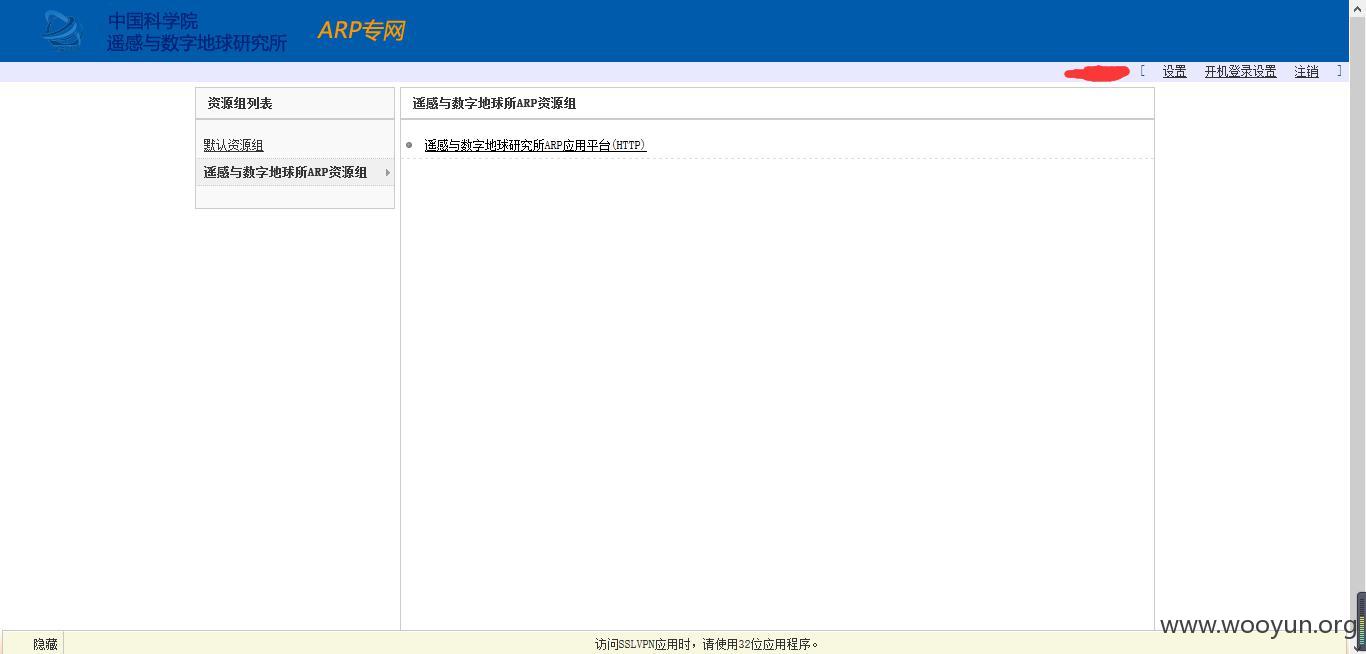 中国科学院
遥感与数字地球研究所
ARP专网
[ 设置 开机登录设置 注销 ]
资源组列表
默认资源组
遥感与数字地球所ARP资源组
遥感与数字地球所ARP资源组
遥感与数字地球研究所ARP应用平台(HTTP)
www.wooyun.org
隐藏
访问SSLVPN应用时，请使用32位应用程序。